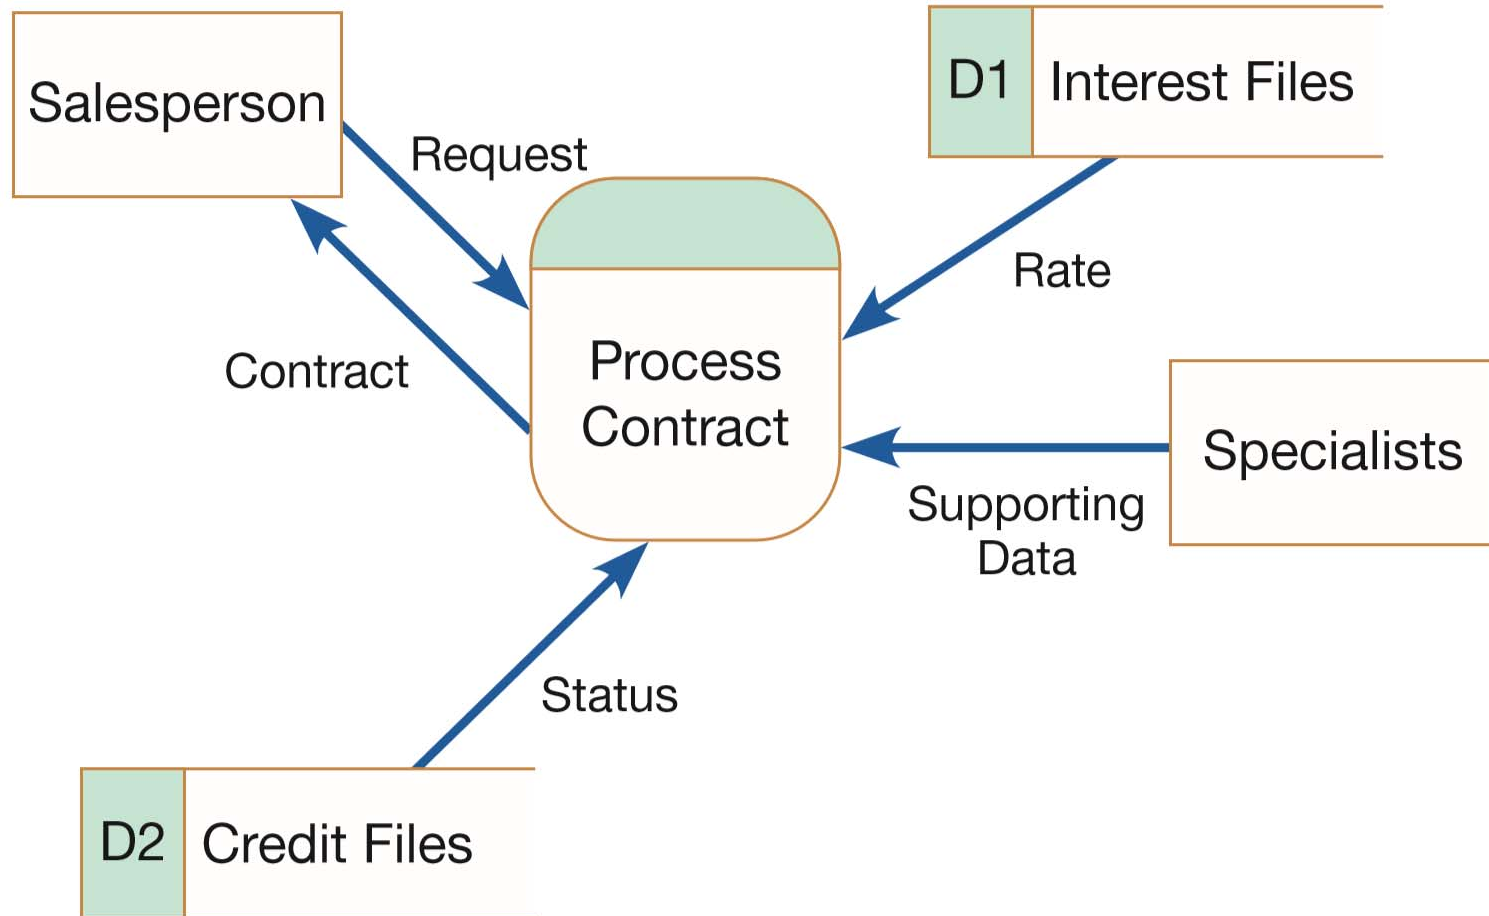 Salesperson
D1 Interest Files
Request
Rate
Contract
Process
Contract
Specialists
Supporting
Data
Status
D2 Credit Files